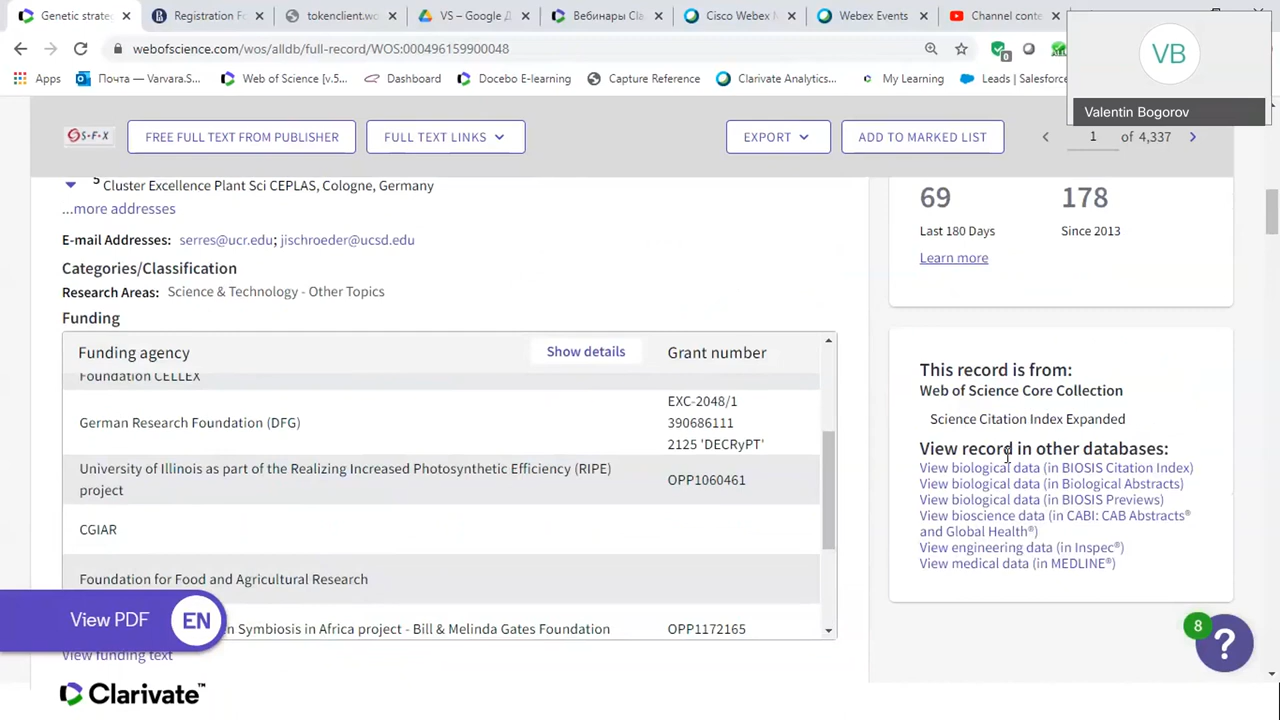 Genetic strate
Registration Fo
tokenclient.wo
VS – Google Д
Вебинары Cla
Cisco Webex M
Webex Events
Channel conte
webofscience.com/wos/alldb/full-record/WOS:000496159900048
0
Apps
Почта — Varvara.S...
Web of Science [v.5...
Dashboard
Docebo E-learning
Capture Reference
Clarivate Analytics...
My Learning
Leads | Salesforce
VB
Valentin Bogorov
S·F·X
FREE FULL TEXT FROM PUBLISHER
FULL TEXT LINKS
EXPORT
ADD TO MARKED LIST
1 of 4,337
5 Cluster Excellence Plant Sci CEPLAS, Cologne, Germany
...more addresses
E-mail Addresses: serres@ucr.edu; jischroeder@ucsd.edu
Categories/Classification
Research Areas: Science & Technology - Other Topics
Funding
Funding agency
Show details
Grant number
Foundation CELLEX
German Research Foundation (DFG)
EXC-2048/1
390686111
2125 'DECRyPT'
University of Illinois as part of the Realizing Increased Photosynthetic Efficiency (RIPE)
project
OPP1060461
CGIAR
Foundation for Food and Agricultural Research
n Symbiosis in Africa project - Bill & Melinda Gates Foundation
OPP1172165
View funding text
View PDF
EN
Clarivate™
69
178
Last 180 Days
Since 2013
Learn more
This record is from:
Web of Science Core Collection
Science Citation Index Expanded
View record in other databases:
View biological data (in BIOSIS Citation Index)
View biological data (in Biological Abstracts)
View biological data (in BIOSIS Previews)
View bioscience data (in CABI: CAB Abstracts®
and Global Health®)
View engineering data (in Inspec®)
View medical data (in MEDLINE®)
8
?